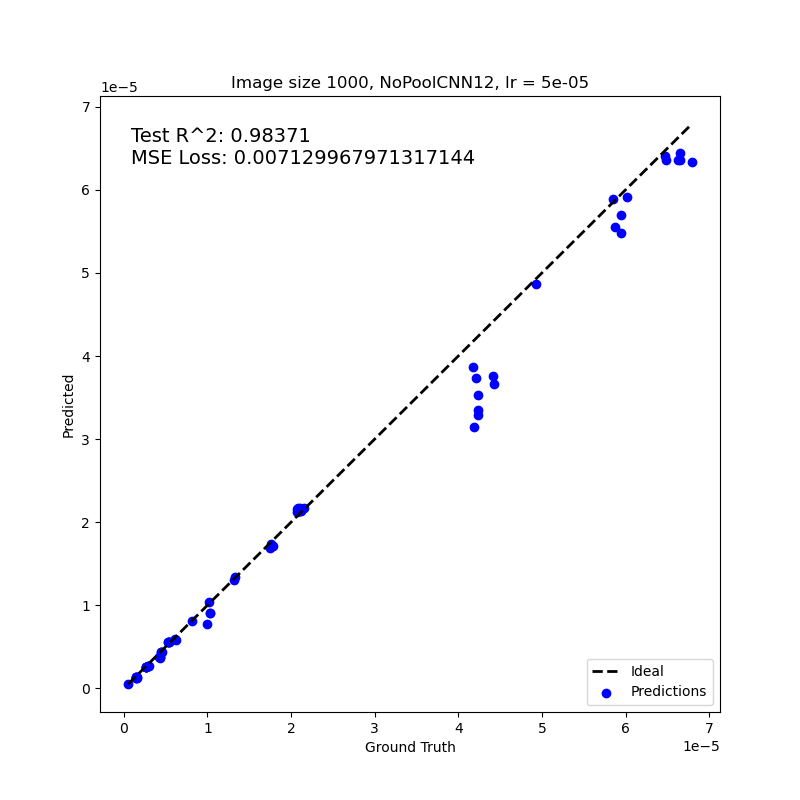 Image size 1000, NoPoolCNN12, lr = 5e-05
1e−5
Test R^2: 0.98371
MSE Loss: 0.007129967971317144
7
6
5
4
3
2
1
0
Predicted
Ideal
Predictions
0 1 2 3 4 5 6 7
Ground Truth
1e−5